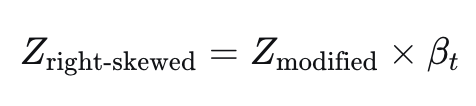 Z_right-skewed = Z_modified × β_t